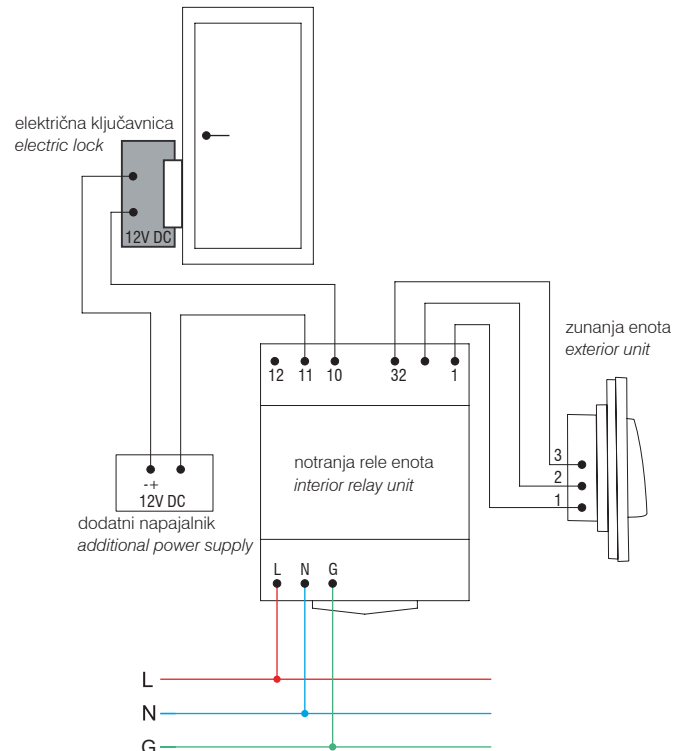 električna ključavnica
electric lock
12V DC
12 11 10 32 1
zunanja enota
exterior unit
notranja rele enota
interior relay unit
3
2
1
-+
12V DC
dodatni napajalnik
additional power supply
L N G
L
N
G